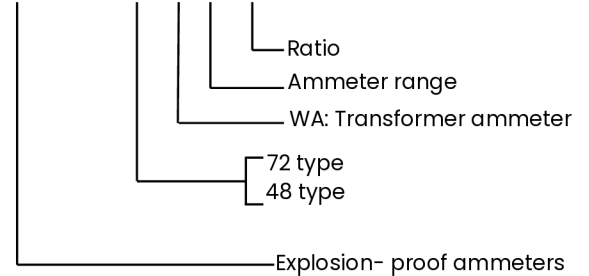 Ratio
Ammeter range
WA: Transformer ammeter
72 type
48 type
Explosion- proof ammeters